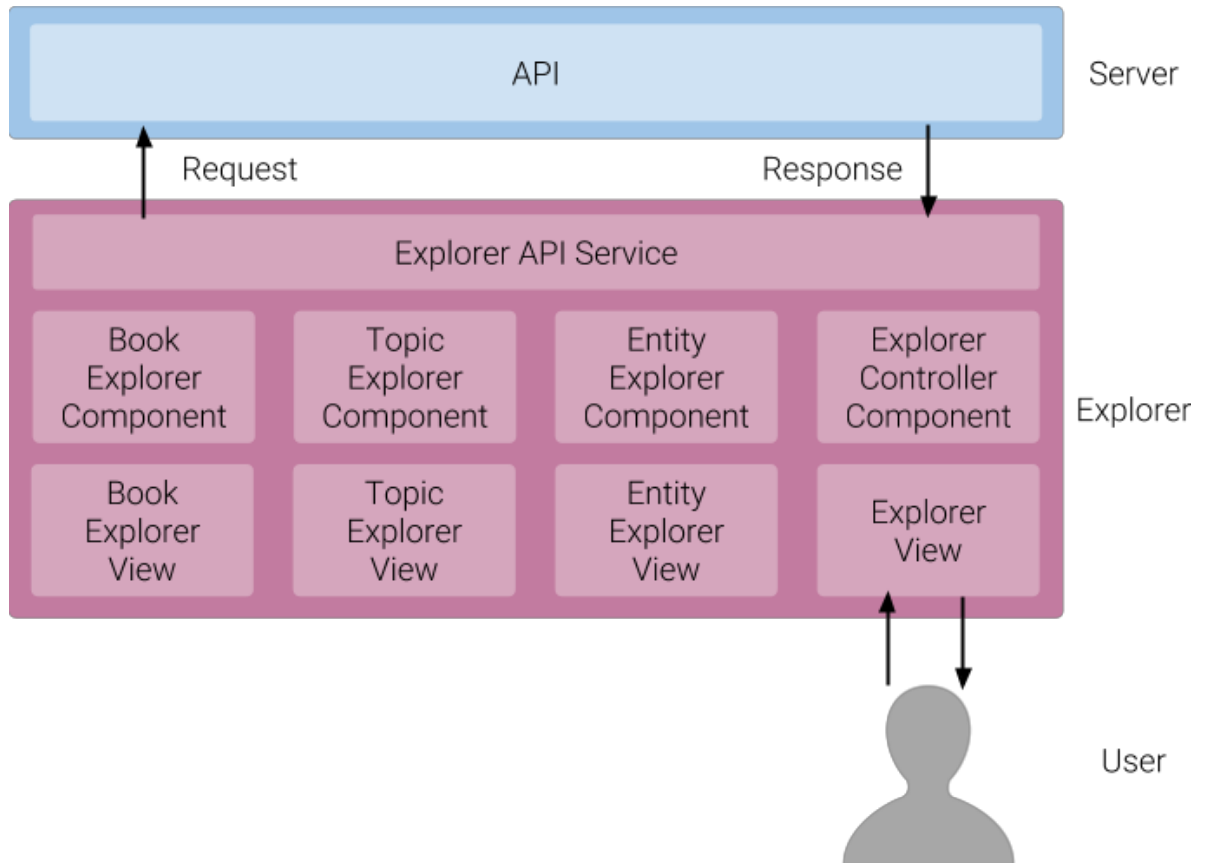 API
Server
Request
Response
Explorer API Service
Book
Explorer
Component
Topic
Explorer
Component
Entity
Explorer
Component
Explorer
Controller
Component
Explorer
Book
Explorer
View
Topic
Explorer
View
Entity
Explorer
View
Explorer
View
User